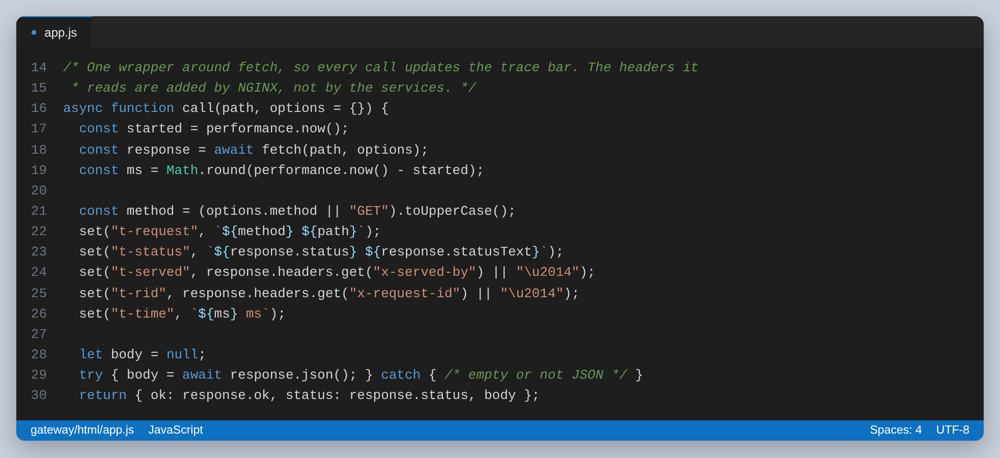 app.js
14 /* One wrapper around fetch, so every call updates the trace bar. The headers it
15  * reads are added by NGINX, not by the services. */
16 async function call(path, options = {}) {
17   const started = performance.now();
18   const response = await fetch(path, options);
19   const ms = Math.round(performance.now() - started);
20
21   const method = (options.method || "GET").toUpperCase();
22   set("t-request", `${method} ${path}`);
23   set("t-status", `${response.status} ${response.statusText}`);
24   set("t-served", response.headers.get("x-served-by") || "\u2014");
25   set("t-rid", response.headers.get("x-request-id") || "\u2014");
26   set("t-time", `${ms} ms`);
27
28   let body = null;
29   try { body = await response.json(); } catch { /* empty or not JSON */ }
30   return { ok: response.ok, status: response.status, body };
gateway/html/app.js JavaScript Spaces: 4 UTF-8